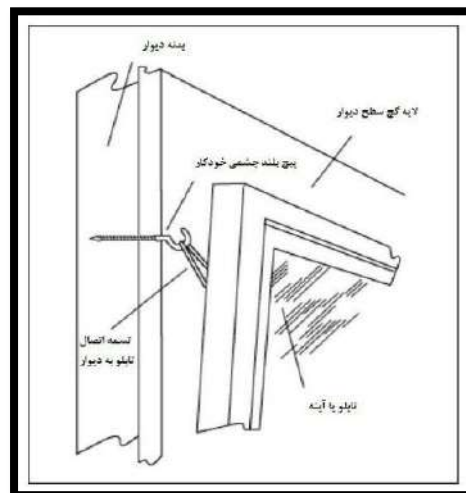 بدنه دیوار
لایه گچ سطح دیوار
پیچ بلند چشمی خودکار
تسمه اتصال
تابلو به دیوار
تابلو یا آینه